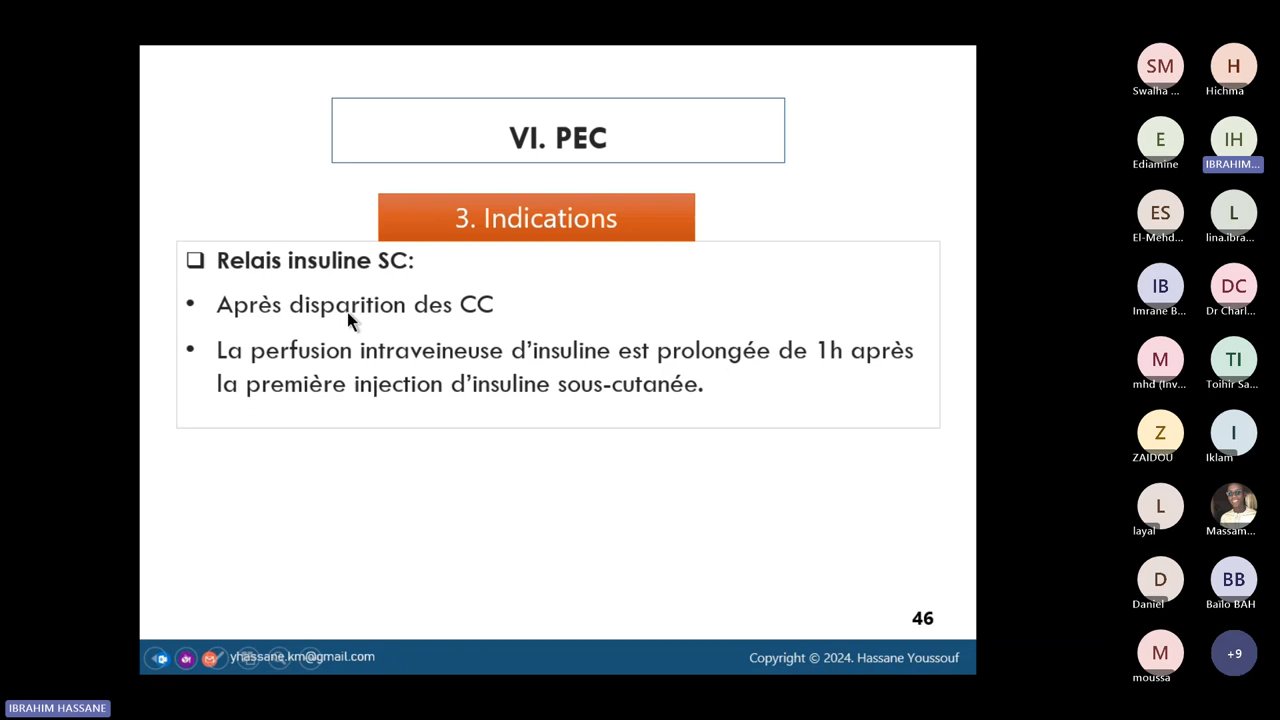 VI. PEC
3. Indications
Relais insuline SC:
• Après disparition des CC
• La perfusion intraveineuse d’insuline est prolongée de 1h après
la première injection d’insuline sous-cutanée.
46
yhassane.km@gmail.com
Copyright © 2024. Hassane Youssouf
SM
Swalha ...
H
Hichma
E
Ediamine
IH
IBRAHIM...
ES
El-Mehd...
L
lina.ibra...
IB
Imrane B...
DC
Dr Charl...
M
mhd (Inv...
TI
Toihir Sa...
Z
ZAIDOU
I
Iklam
L
layal
Massam...
D
Daniel
BB
Bailo BAH
M
moussa
+9
IBRAHIM HASSANE